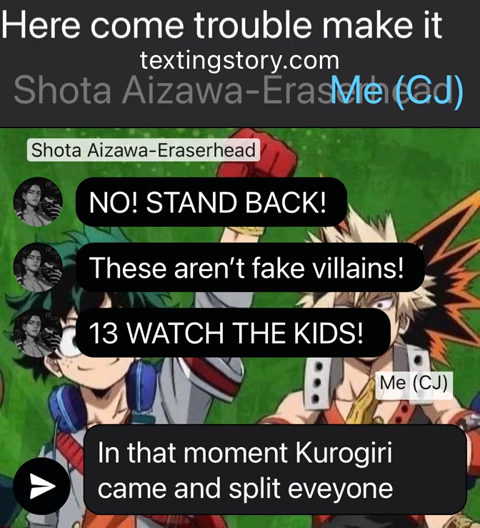 Here come trouble make it
textingstory.com
Shota Aizawa-Eraserhead
Me (CJ)
Shota Aizawa-Eraserhead
NO! STAND BACK!
These aren’t fake villains!
13 WATCH THE KIDS!
Me (CJ)
In that moment Kurogiri
came and split eveyone